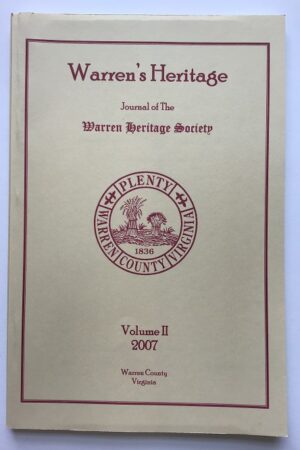 Warren's Heritage
Journal of The
Warren Heritage Society
PLENTY
WARREN COUNTY VIRGINIA
1836
Volume II
2007
Warren County
Virginia